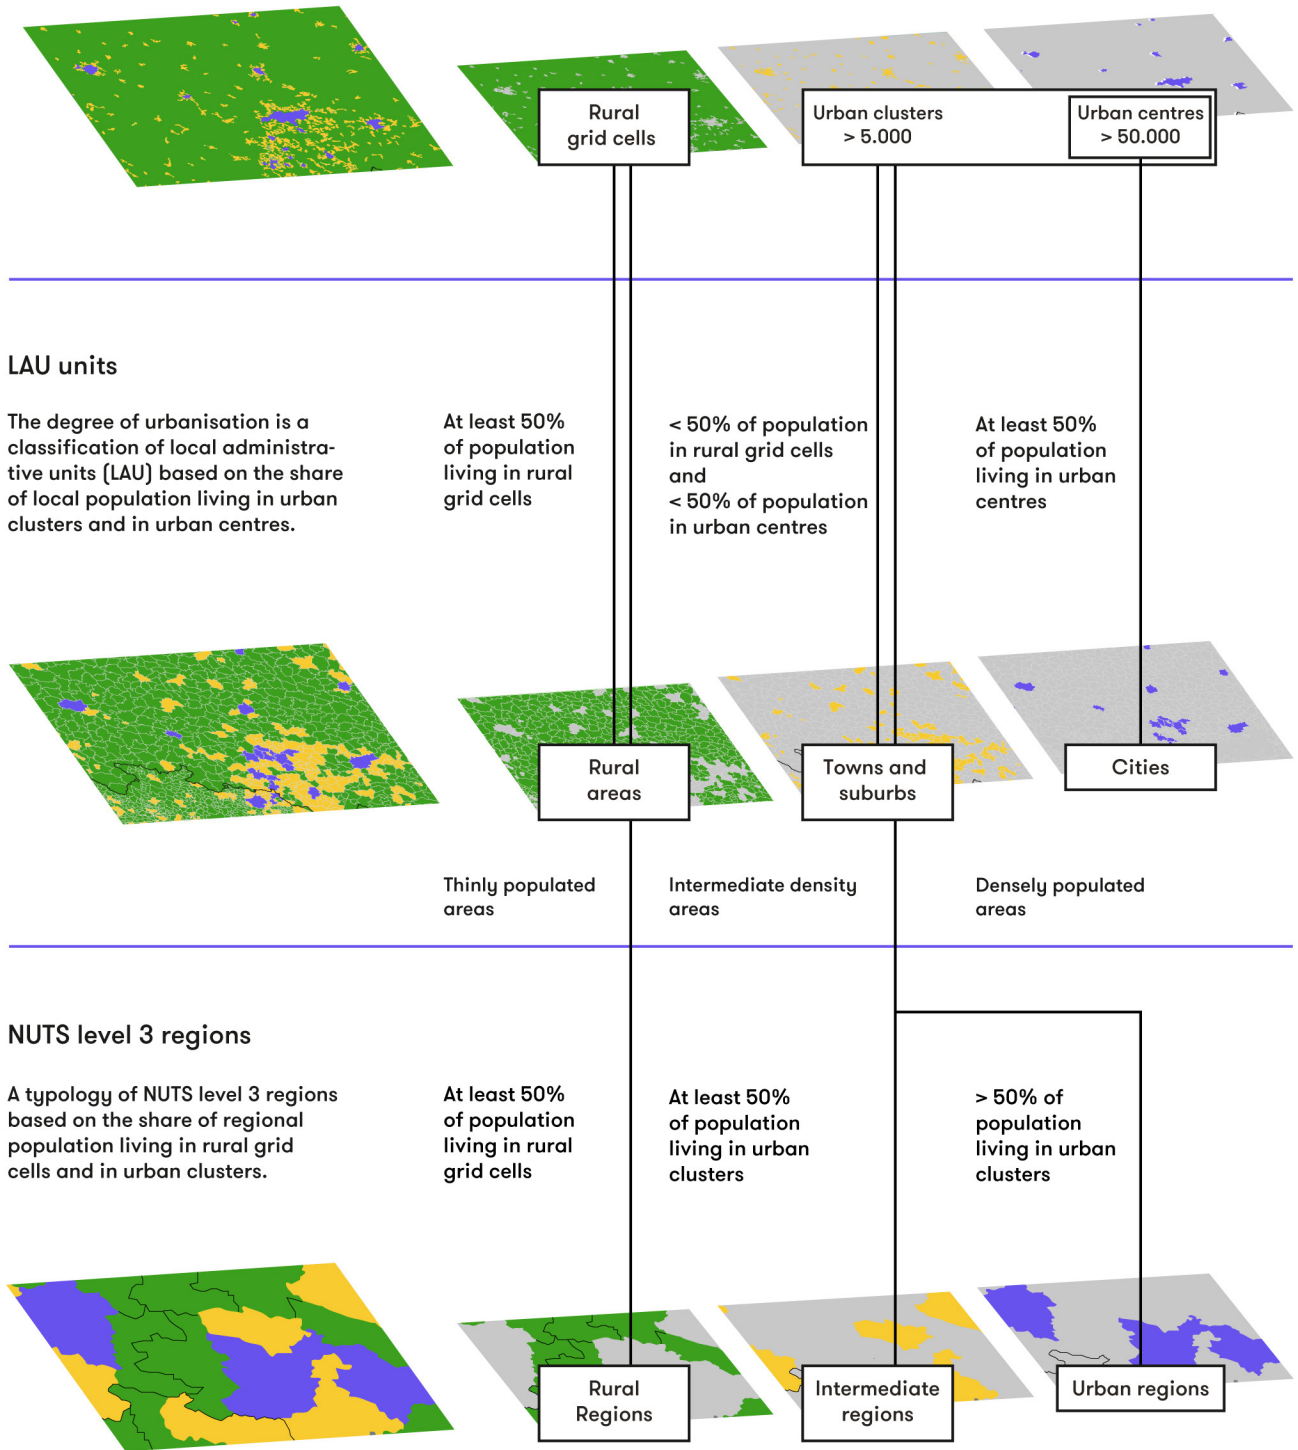 Rural
grid cells
Urban clusters
> 5.000
Urban centres
> 50.000
LAU units
The degree of urbanisation is a
classification of local administra-
tive units (LAU) based on the share
of local population living in urban
clusters and in urban centres.
At least 50%
of population
living in rural
grid cells
< 50% of population
in rural grid cells
and
< 50% of population
in urban centres
At least 50%
of population
living in urban
centres
Rural
areas
Towns and
suburbs
Cities
Thinly populated
areas
Intermediate density
areas
Densely populated
areas
NUTS level 3 regions
A typology of NUTS level 3 regions
based on the share of regional
population living in rural grid
cells and in urban clusters.
At least 50%
of population
living in rural
grid cells
At least 50%
of population
living in urban
clusters
> 50% of
population
living in urban
clusters
Rural
Regions
Intermediate
regions
Urban regions